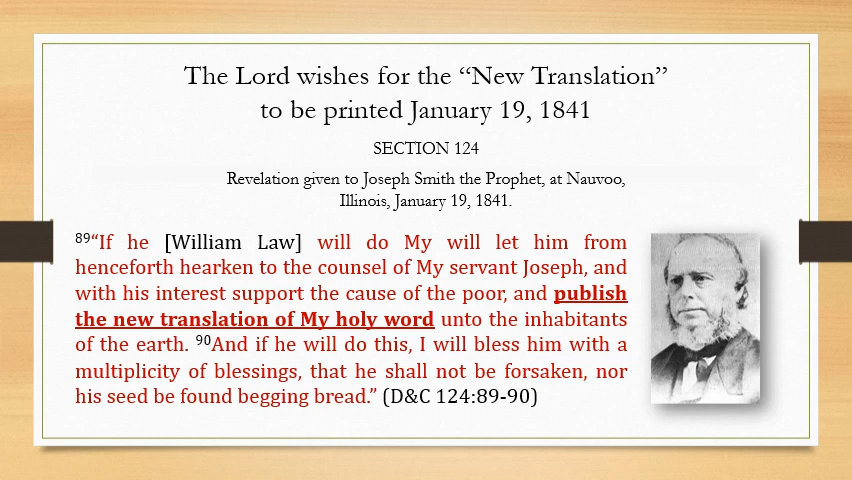 The Lord wishes for the “New Translation”
to be printed January 19, 1841
SECTION 124
Revelation given to Joseph Smith the Prophet, at Nauvoo,
Illinois, January 19, 1841.
89“If he [William Law] will do My will let him from
henceforth hearken to the counsel of My servant Joseph, and
with his interest support the cause of the poor, and publish
the new translation of My holy word unto the inhabitants
of the earth. 90And if he will do this, I will bless him with a
multiplicity of blessings, that he shall not be forsaken, nor
his seed be found begging bread.” (D&C 124:89-90)